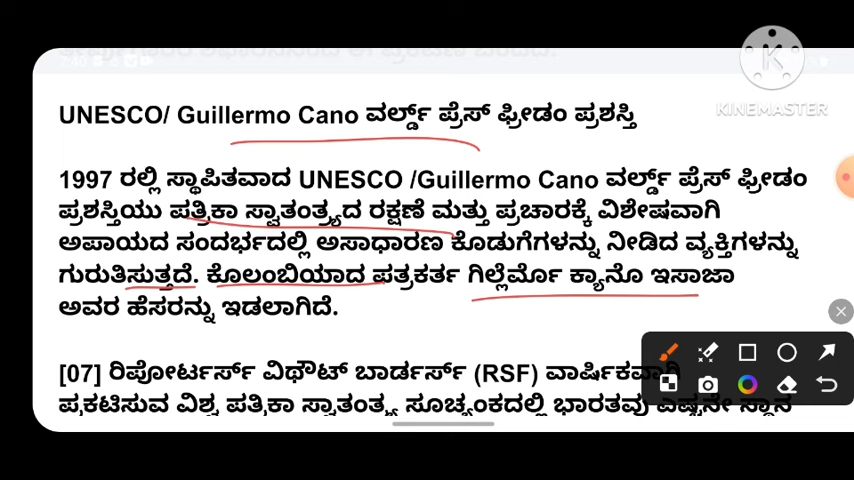 KINEMASTER
UNESCO/ Guillermo Cano ವರ್ಲ್ಡ್ ಪ್ರೆಸ್ ಫ್ರೀಡಂ ಪ್ರಶಸ್ತಿ
1997 ರಲ್ಲಿ ಸ್ಥಾಪಿತವಾದ UNESCO /Guillermo Cano ವರ್ಲ್ಡ್ ಪ್ರೆಸ್ ಫ್ರೀಡಂ
ಪ್ರಶಸ್ತಿಯು ಪತ್ರಿಕಾ ಸ್ವಾತಂತ್ರ್ಯದ ರಕ್ಷಣೆ ಮತ್ತು ಪ್ರಚಾರಕ್ಕೆ ವಿಶೇಷವಾಗಿ
ಅಪಾಯದ ಸಂದರ್ಭದಲ್ಲಿ ಅಸಾಧಾರಣ ಕೊಡುಗೆಗಳನ್ನು ನೀಡಿದ ವ್ಯಕ್ತಿಗಳನ್ನು
ಗುರುತಿಸುತ್ತದೆ. ಕೊಲಂಬಿಯಾದ ಪತ್ರಕರ್ತ ಗಿಲ್ಲೆರ್ಮೊ ಕ್ಯಾನೊ ಇಸಾಜಾ
ಅವರ ಹೆಸರನ್ನು ಇಡಲಾಗಿದೆ.
[07] ರಿಪೋರ್ಟರ್ಸ್ ವಿಥೌಟ್ ಬಾರ್ಡರ್ಸ್ (RSF) ವಾರ್ಷಿಕವಾಗಿ
ಪ್ರಕಟಿಸುವ ವಿಶ್ವ ಪತ್ರಿಕಾ ಸ್ವಾತಂತ್ರ್ಯ ಸೂಚ್ಯಂಕದಲ್ಲಿ ಭಾರತವು ಎಷ್ಟನೇ ಸ್ಥಾನ